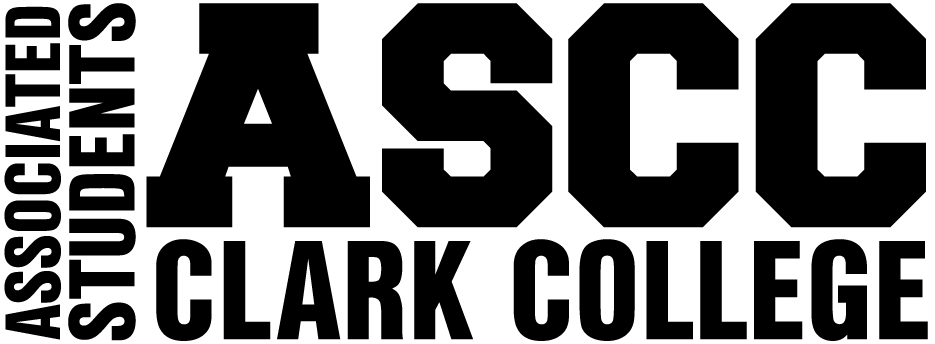 ASSOCIATED
STUDENTS
ASCC
CLARK COLLEGE